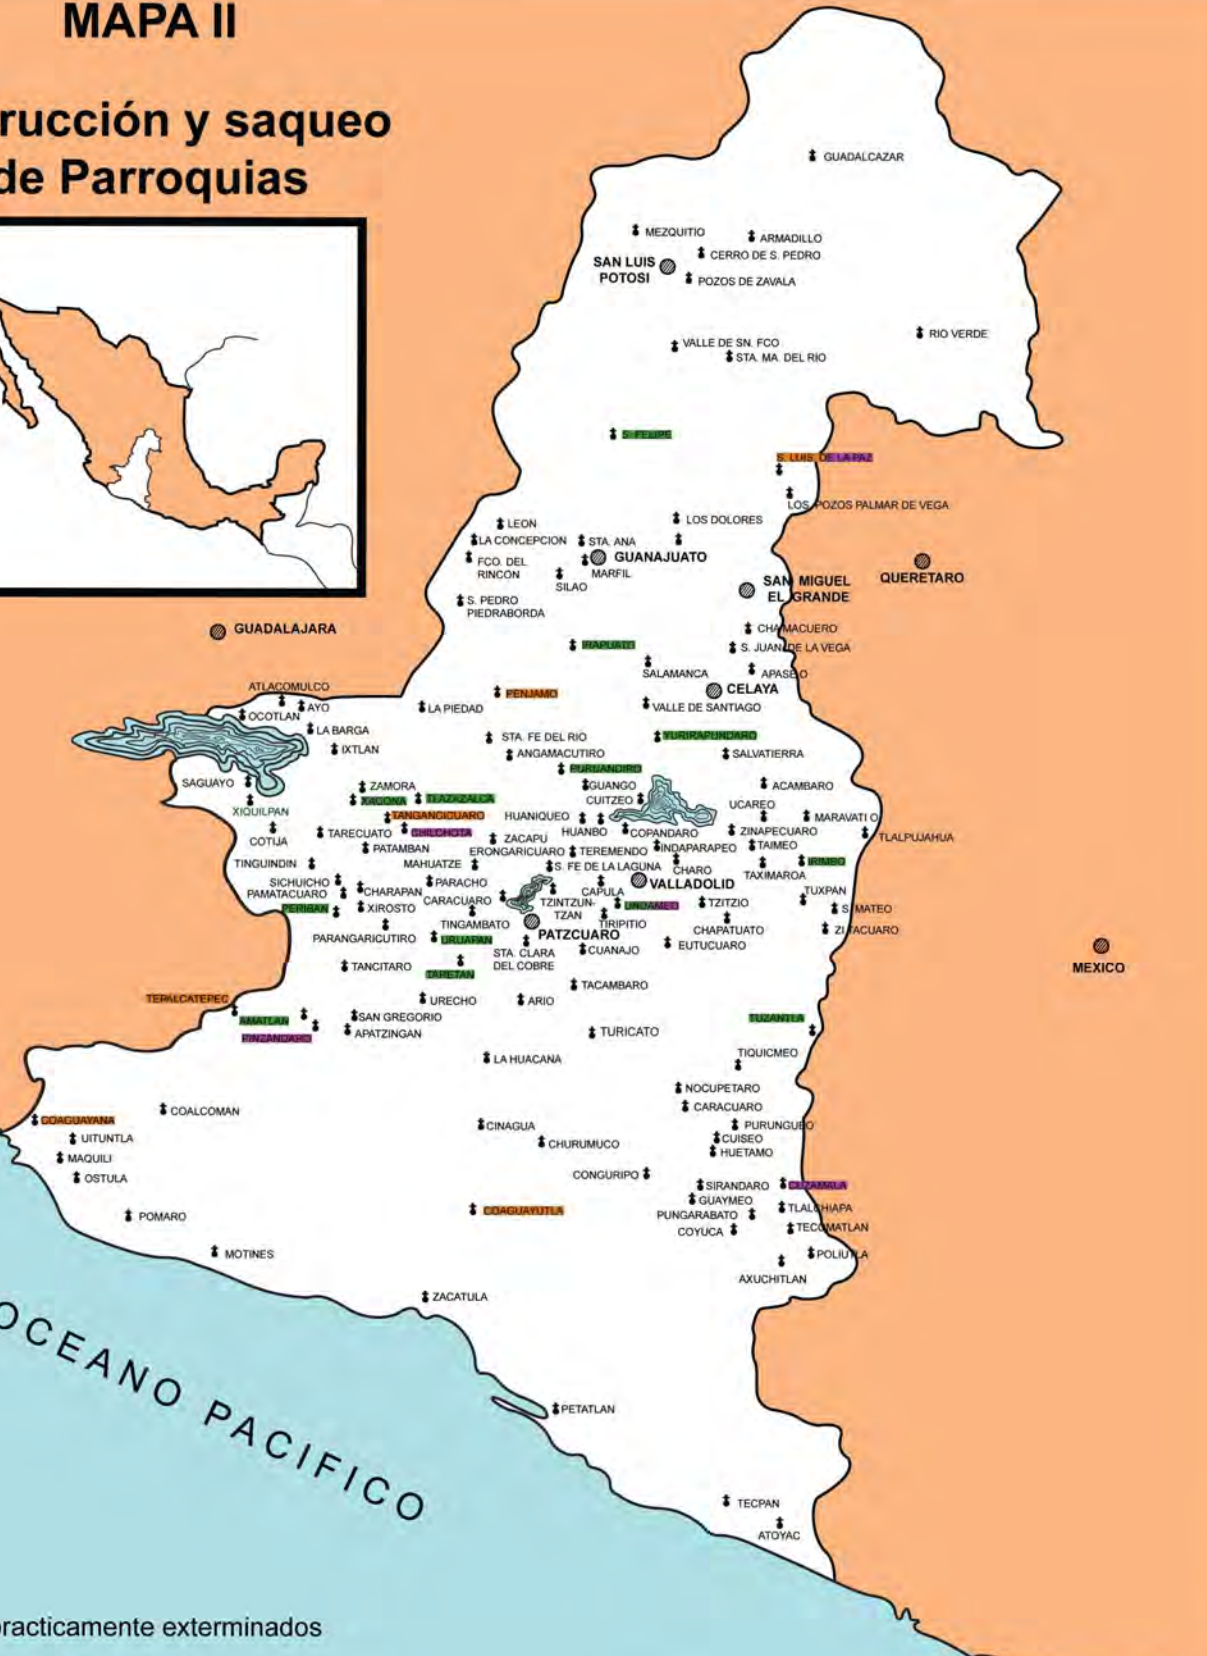 MAPA II
rucción y saqueo
de Parroquias
GUADALCAZAR
MEZQUITIO
ARMADILLO
CERRO DE S. PEDRO
SAN LUIS
POTOSI
POZOS DE ZAVALA
RIO VERDE
VALLE DE SN. FCO
STA. MA. DEL RIO
S. FELIPE
S. LUIS. DE LA PAZ
LOS. POZOS PALMAR DE VEGA
LEON
LOS DOLORES
LA CONCEPCION
STA. ANA
GUANAJUATO
FCO. DEL
RINCON
MARFIL
SILAO
QUERETARO
SAN MIGUEL
EL GRANDE
S. PEDRO
PIEDRABORDA
GUADALAJARA
CHAMACUERO
IRAPUATO
S. JUAN DE LA VEGA
SALAMANCA
APASEO
ATLACOMULCO
PENJAMO
CELAYA
AYO
OCOTLAN
LA PIEDAD
VALLE DE SANTIAGO
LA BARGA
STA. FE DEL RIO
YURIRAPUNDARO
IXTLAN
ANGAMACUTIRO
SALVATIERRA
PURUANDIRO
SAGUAYO
ZAMORA
GUANGO
ACAMBARO
XACONA
TLAZAZALCA
CUITZEO
UCAREO
XIQUILPAN
TANGANCICUARO
HUANIQUEO
MARAVATI O
COTIJA
TARECUATO
CHILCHOTA
HUANBO
COPANDARO
ZINAPECUARO
TLALPUJAHUA
ZACAPU
PATAMBAN
ERONGARICUARO
TEREMENDO
INDAPARAPEO
TAIMEO
TINGUINDIN
MAHUATZE
S. FE DE LA LAGUNA
CHARO
TAXIMAROA
IRIMBO
SICHUICHO
PARACHO
VALLADOLID
PAMATACUARO
CHARAPAN
CARACUARO
CAPULA
TUXPAN
PERIBAN
XIROSTO
TZINTZUN-
TZAN
UNDAMEO
TZITZIO
S. MATEO
TINGAMBATO
TIRIPITIO
CHAPATUATO
ZITACUARO
PARANGARICUTIRO
URUAPAN
PATZCUARO
EUTUCUARO
STA. CLARA
DEL COBRE
CUANAJO
MEXICO
TANCITARO
TARETAN
TACAMBARO
TEPALCATEPEC
URECHO
ARIO
AMATLAN
SAN GREGORIO
TUZANTLA
PINZANDARO
APATZINGAN
TURICATO
LA HUACANA
TIQUICMEO
NOCUPETARO
CARACUARO
COAGUAYANA
COALCOMAN
CINAGUA
PURUNGUEO
UITUNTLA
CHURUMUCO
CUISEO
HUETAMO
MAQUILI
OSTULA
CONGURIPO
SIRANDARO
CUZAMALA
GUAYMEO
POMARO
COAGUAYUTLA
PUNGARABATO
TLALCHIAPA
COYUCA
TECOMATLAN
MOTINES
POLIUTLA
AXUCHITLAN
ZACATULA
OCEANO PACIFICO
PETATLAN
TECPAN
ATOYAC
practicamente exterminados